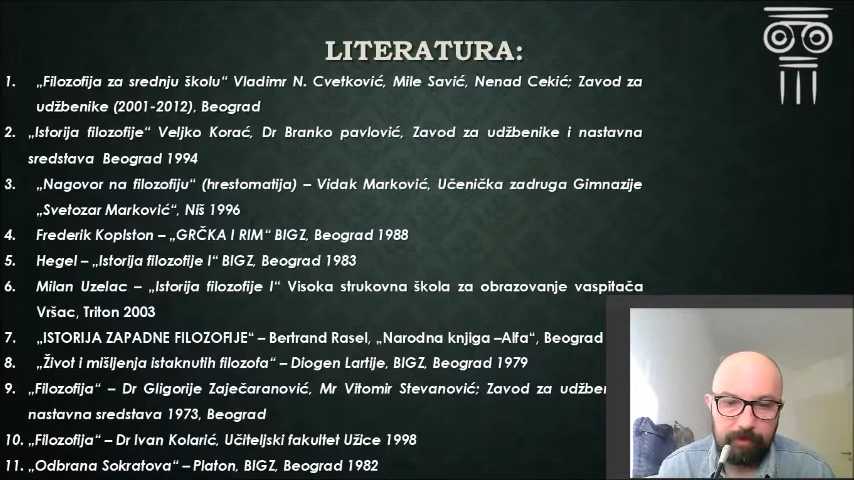 LITERATURA:
1. „Filozofija za srednju školu“ Vladimr N. Cvetković, Mile Savić, Nenad Cekić; Zavod za
udžbenike (2001-2012), Beograd
2. „Istorija filozofije“ Veljko Korać, Dr Branko pavlović, Zavod za udžbenike i nastavna
sredstava Beograd 1994
3. „Nagovor na filozofiju“ (hrestomatija) – Vidak Marković, Učenička zadruga Gimnazije
„Svetozar Marković“, Niš 1996
4. Frederik Koplston – „GRČKA I RIM“ BIGZ, Beograd 1988
5. Hegel – „Istorija filozofije I“ BIGZ, Beograd 1983
6. Milan Uzelac – „Istorija filozofije I“ Visoka strukovna škola za obrazovanje vaspitača
Vršac, Triton 2003
7. „ISTORIJA ZAPADNE FILOZOFIJE“ – Bertrand Rasel, „Narodna knjiga –Alfa“, Beograd
8. „Život i mišljenja istaknutih filozofa“ – Diogen Lartije, BIGZ, Beograd 1979
9. „Filozofija“ – Dr Gligorije Zaječaranović, Mr Vitomir Stevanović; Zavod za
nastavna sredstava 1973, Beograd
10. „Filozofija“ – Dr Ivan Kolarić, Učiteljski fakultet Užice 1998
11. „Odbrana Sokratova“ – Platon, BIGZ, Beograd 1982